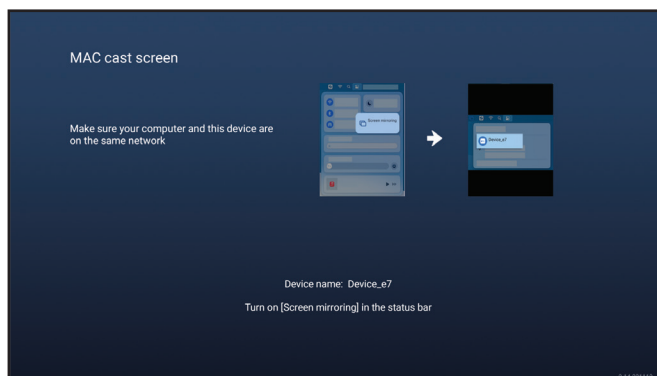 MAC cast screen
Make sure your computer and this device are
on the same network
Screen mirroring
Device_e7
Device name: Device_e7
Turn on [Screen mirroring] in the status bar